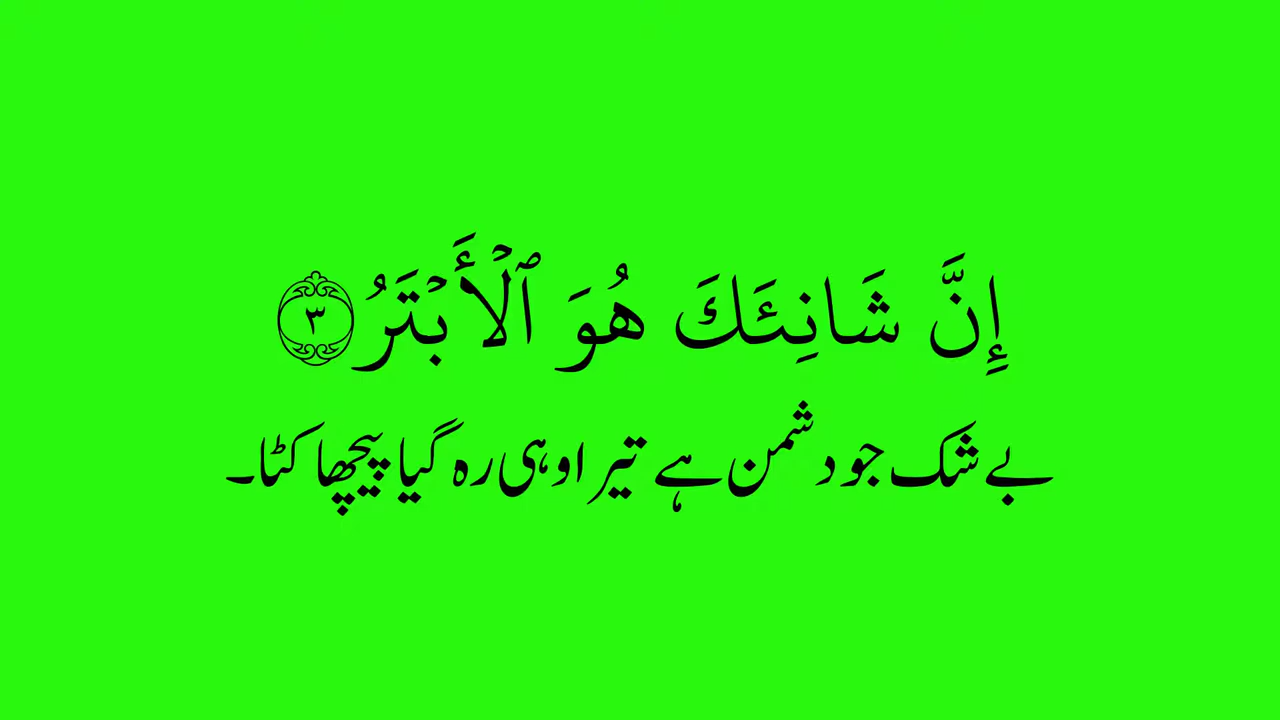 إِنَّ شَانِئَكَ هُوَ ٱلۡأَبۡتَرُ ٣
بے شک جو دشمن ہے تیرا وہی رہ گیا پیچھا کٹا۔